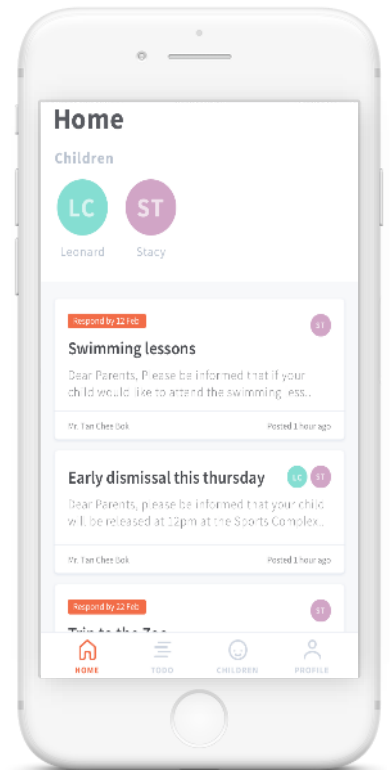 Home
Children
LC ST
Leonard Stacy
Respond by 12 Feb
ST
Swimming lessons
Dear Parents, Please be informed that if your
child would like to attend the swimming less..
Mr. Tan Chee Bok Posted 1 hour ago
Early dismissal this thursday LC ST
Dear Parents, please be informed that your child
will be released at 12pm at the Sports Complex..
Mr. Tan Chee Bok Posted 1 hour ago
Respond by 22 Feb
ST
Trip to the Zoo
HOME TODO CHILDREN PROFILE